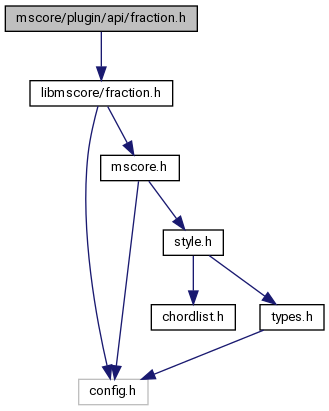 mscore/plugin/api/fraction.h
libmscore/fraction.h
mscore.h
style.h
chordlist.h
types.h
config.h